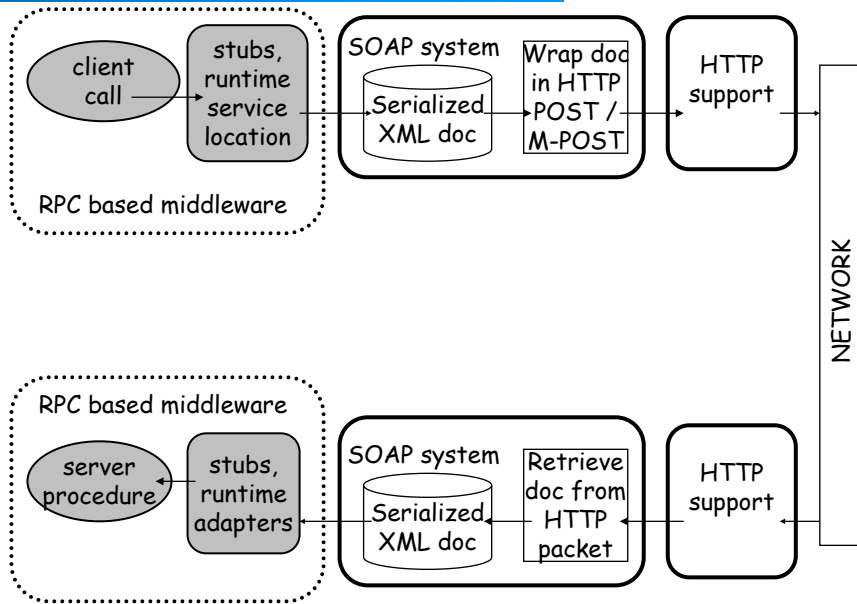 client
call
stubs,
runtime
service
location
RPC based middleware
SOAP system
Serialized
XML doc
Wrap doc
in HTTP
POST /
M-POST
HTTP
support
NETWORK
RPC based middleware
server
procedure
stubs,
runtime
adapters
SOAP system
Serialized
XML doc
Retrieve
doc from
HTTP
packet
HTTP
support